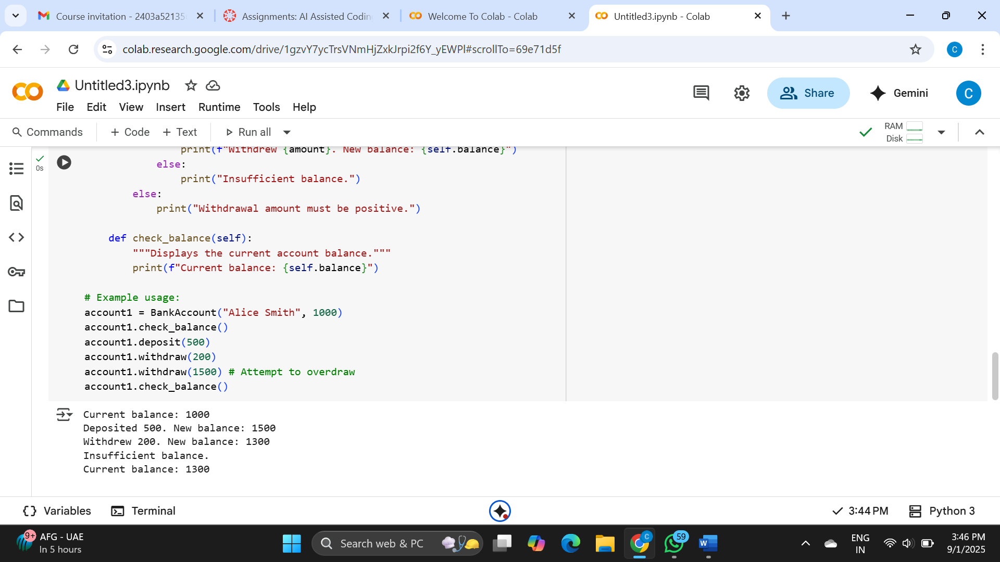 Course invitation - 2403a52135
Assignments: AI Assisted Codin
Welcome To Colab - Colab
Untitled3.ipynb - Colab
colab.research.google.com/drive/1gzvY7ycTrsVNmHjZxkJrpi2f6Y_yEWPl#scrollTo=69e71d5f
C
Untitled3.ipynb
File Edit View Insert Runtime Tools Help
Share
Gemini
C
Commands + Code + Text Run all
RAM
Disk
0s
print(f"Withdrew {amount}. New balance: {self.balance}")
else:
print("Insufficient balance.")
else:
print("Withdrawal amount must be positive.")
def check_balance(self):
"""Displays the current account balance."""
print(f"Current balance: {self.balance}")
# Example usage:
account1 = BankAccount("Alice Smith", 1000)
account1.check_balance()
account1.deposit(500)
account1.withdraw(200)
account1.withdraw(1500) # Attempt to overdraw
account1.check_balance()
Current balance: 1000
Deposited 500. New balance: 1500
Withdrew 200. New balance: 1300
Insufficient balance.
Current balance: 1300
{} Variables Terminal
3:44 PM Python 3
9+
AFG - UAE
In 5 hours
Search web & PC
C
59
W
ENG
IN
3:46 PM
9/1/2025